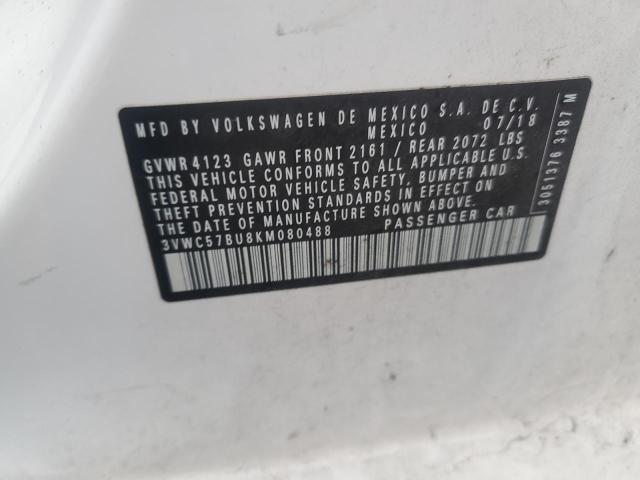 MFD BY VOLKSWAGEN DE MEXICO S.A. DE C.V.
MEXICO 07/18
GVWR 4123 GAWR FRONT 2161 / REAR 2072 LBS
THIS VEHICLE CONFORMS TO ALL APPLICABLE U.S.
FEDERAL MOTOR VEHICLE SAFETY, BUMPER AND
THEFT PREVENTION STANDARDS IN EFFECT ON
THE DATE OF MANUFACTURE SHOWN ABOVE.
3VWC57BU8KM080488 PASSENGER CAR
3051376 3387 M